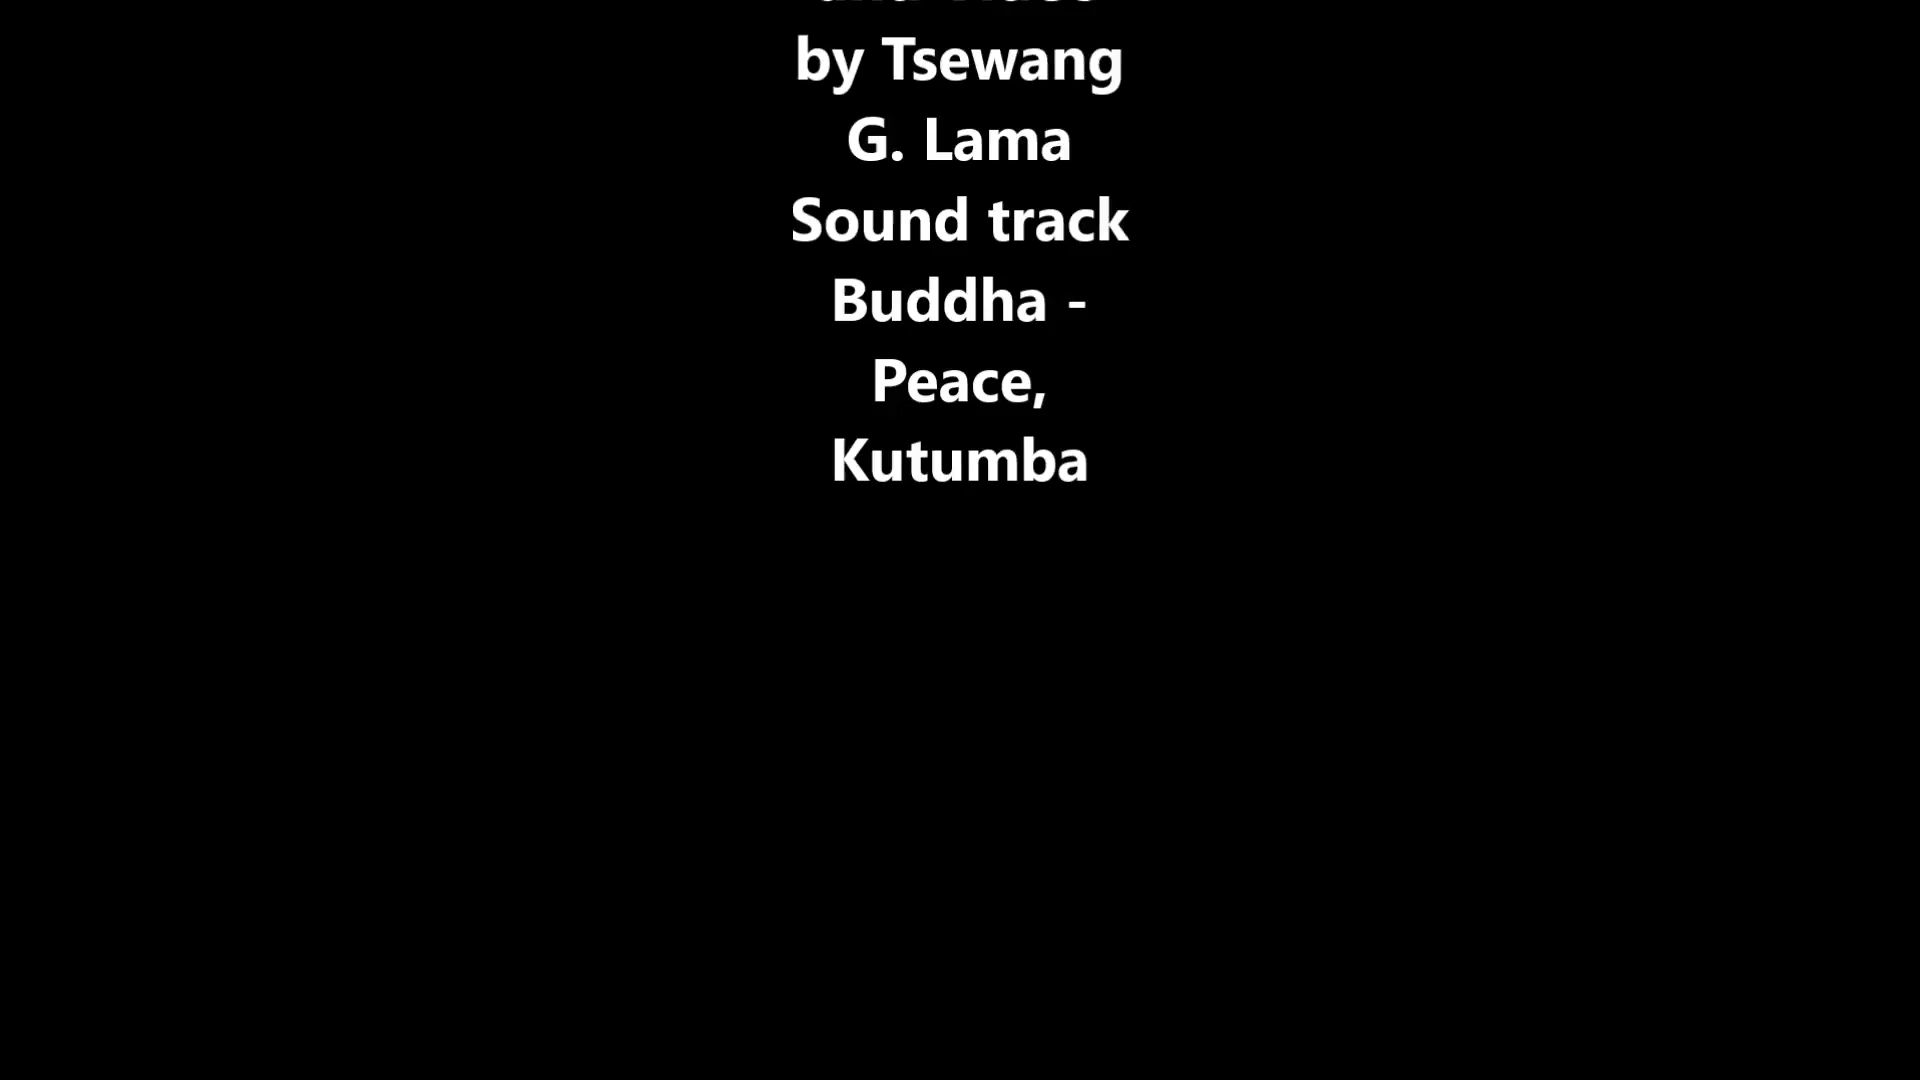 by Tsewang
G. Lama
Sound track
Buddha -
Peace,
Kutumba